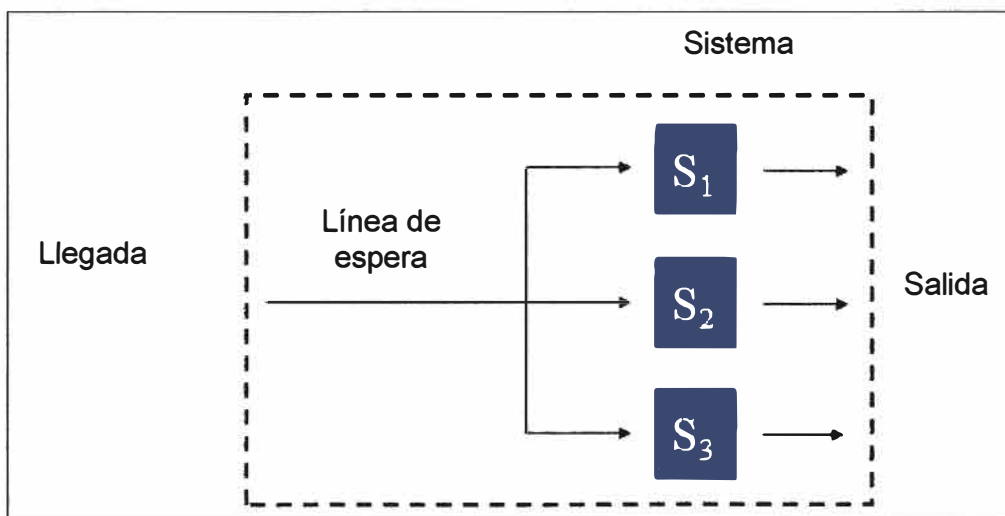 Sistema
S₁
Línea de
espera
Llegada
S₂
Salida
S₃